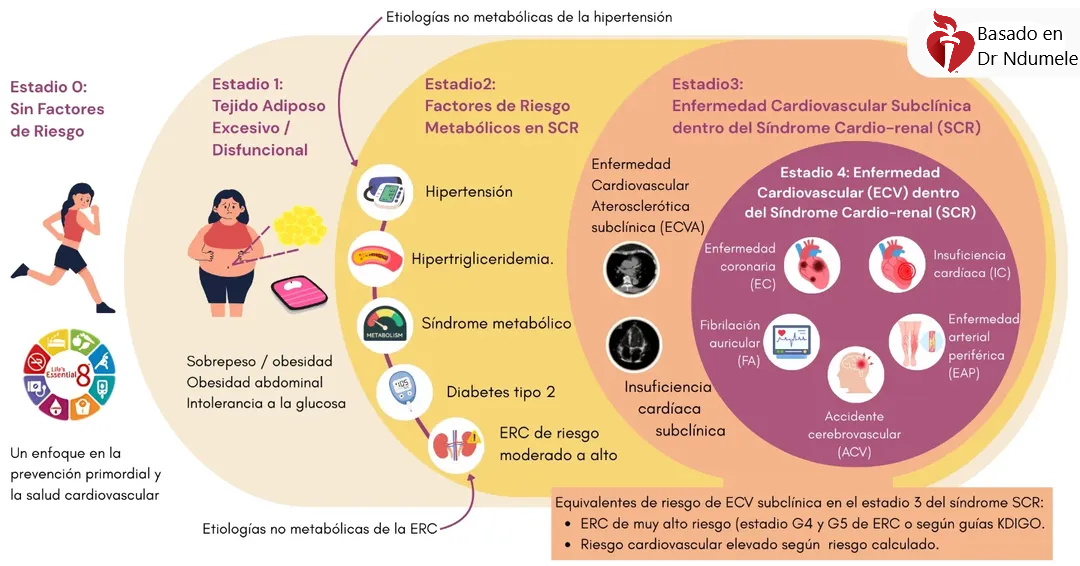 Etiologías no metabólicas de la hipertensión
Basado en
Dr Ndumele
Estadio 0:
Sin Factores
de Riesgo
Life's
Essential 8
Un enfoque en la
prevención primordial y
la salud cardiovascular
Estadio 1:
Tejido Adiposo
Excesivo /
Disfuncional
Sobrepeso / obesidad
Obesidad abdominal
Intolerancia a la glucosa
Estadio2:
Factores de Riesgo
Metabólicos en SCR
Hipertensión
Hipertrigliceridemia.
METABOLISM
Síndrome metabólico
105
Diabetes tipo 2
ERC de riesgo
moderado a alto
Etiologías no metabólicas de la ERC
Estadio3:
Enfermedad Cardiovascular Subclínica
dentro del Síndrome Cardio-renal (SCR)
Enfermedad
Cardiovascular
Aterosclerótica
subclínica (ECVA)
Insuficiencia
cardíaca
subclínica
Estadio 4: Enfermedad
Cardiovascular (ECV) dentro
del Síndrome Cardio-renal (SCR)
Enfermedad
coronaria
(EC)
Insuficiencia
cardíaca (IC)
Fibrilación
auricular
(FA)
Enfermedad
arterial
periférica
(EAP)
Accidente
cerebrovascular
(ACV)
Equivalentes de riesgo de ECV subclínica en el estadio 3 del síndrome SCR:
• ERC de muy alto riesgo (estadio G4 y G5 de ERC o según guías KDIGO.
• Riesgo cardiovascular elevado según riesgo calculado.